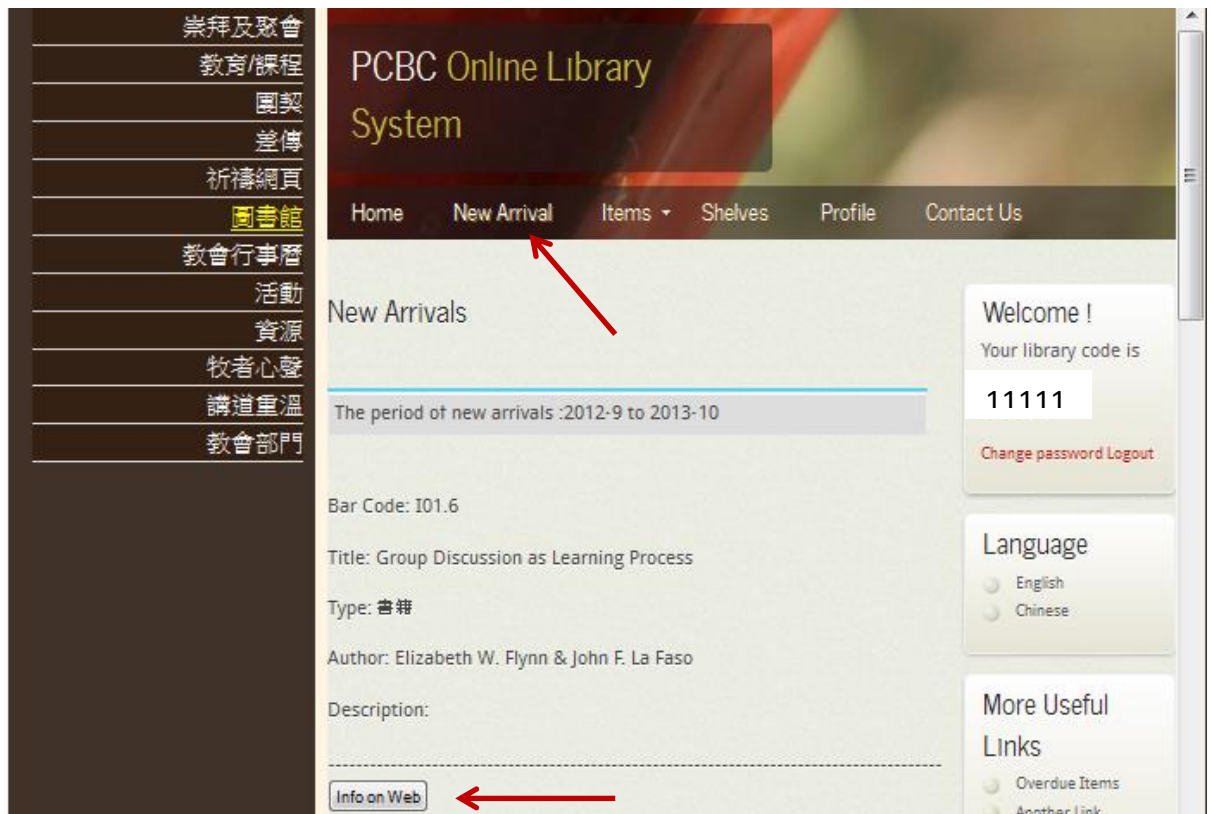 崇拜及聚會
教育/課程
團契
差傳
祈禱網頁
圖書館
教會行事曆
活動
資源
牧者心聲
講道重溫
教會部門
PCBC Online Library
System
Home New Arrival Items Shelves Profile Contact Us
New Arrivals
The period of new arrivals :2012-9 to 2013-10
Bar Code: I01.6
Title: Group Discussion as Learning Process
Type: 書籍
Author: Elizabeth W. Flynn & John F. La Faso
Description:
Info on Web
Welcome !
Your library code is
11111
Change password Logout
Language
English
Chinese
More Useful
Links
Overdue Items
Another Link